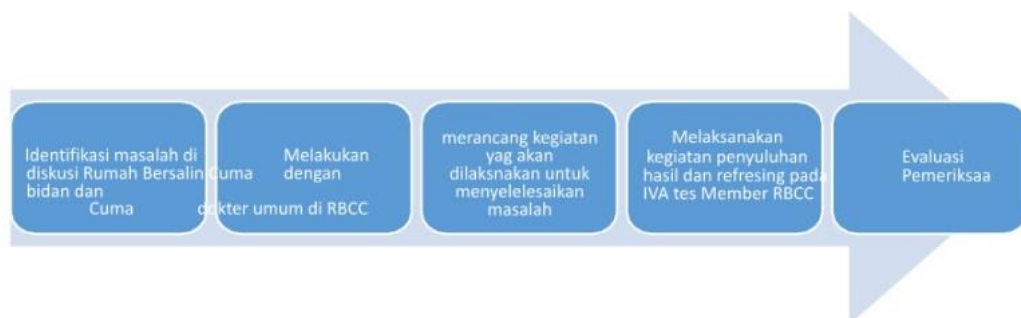 Identifikasi masalah di
diskusi Rumah Bersalin Cuma
bidan dan
Cuma
Melakukan
dengan
dokter umum di RBCC
merancang kegiatan
yag akan
dilaksnakan untuk
menyelelesaikan
masalah
Melaksanakan
kegiatan penyuluhan
hasil dan refresing pada
IVA tes Member RBCC
Evaluasi
Pemeriksaa